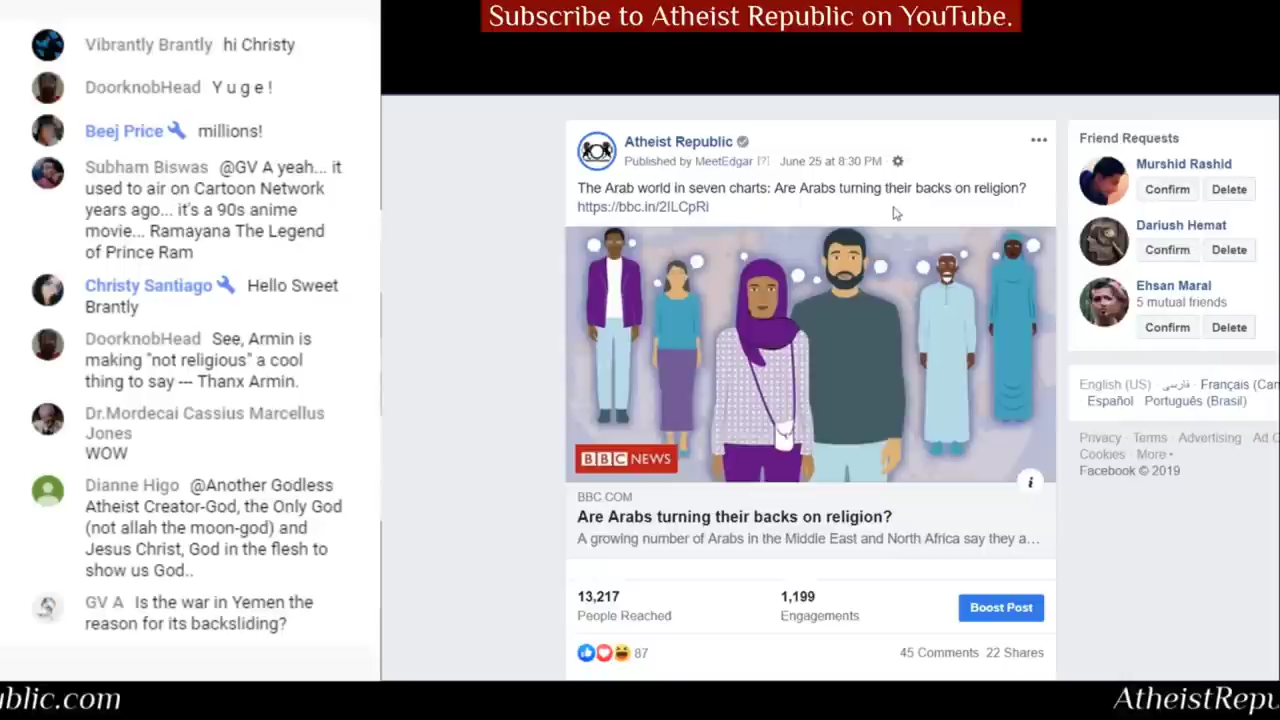 Subscribe to Atheist Republic on YouTube.
Vibrantly Brantly hi Christy
DoorknobHead Y u g e !
Beej Price millions!
Subham Biswas @GV A yeah... it
used to air on Cartoon Network
years ago... it's a 90s anime
movie... Ramayana The Legend
of Prince Ram
Christy Santiago Hello Sweet
Brantly
DoorknobHead See, Armin is
making "not religious" a cool
thing to say --- Thanx Armin.
Dr.Mordecai Cassius Marcellus
Jones
WOW
Dianne Higo @Another Godless
Atheist Creator-God, the Only God
(not allah the moon-god) and
Jesus Christ, God in the flesh to
show us God..
GV A Is the war in Yemen the
reason for its backsliding?
Atheist Republic
Published by MeetEdgar [?] June 25 at 8:30 PM
The Arab world in seven charts: Are Arabs turning their backs on religion?
https://bbc.in/2ILCpRi
BBC NEWS
i
BBC.COM
Are Arabs turning their backs on religion?
A growing number of Arabs in the Middle East and North Africa say they a...
13,217
People Reached
1,199
Engagements
Boost Post
87
45 Comments 22 Shares
Friend Requests
Murshid Rashid
Confirm Delete
Dariush Hemat
Confirm Delete
Ehsan Maral
5 mutual friends
Confirm Delete
English (US) · فارسی · Français (Can
Español · Português (Brasil)
Privacy · Terms · Advertising · Ad C
Cookies · More
Facebook © 2019
ublic.com
AtheistRepu